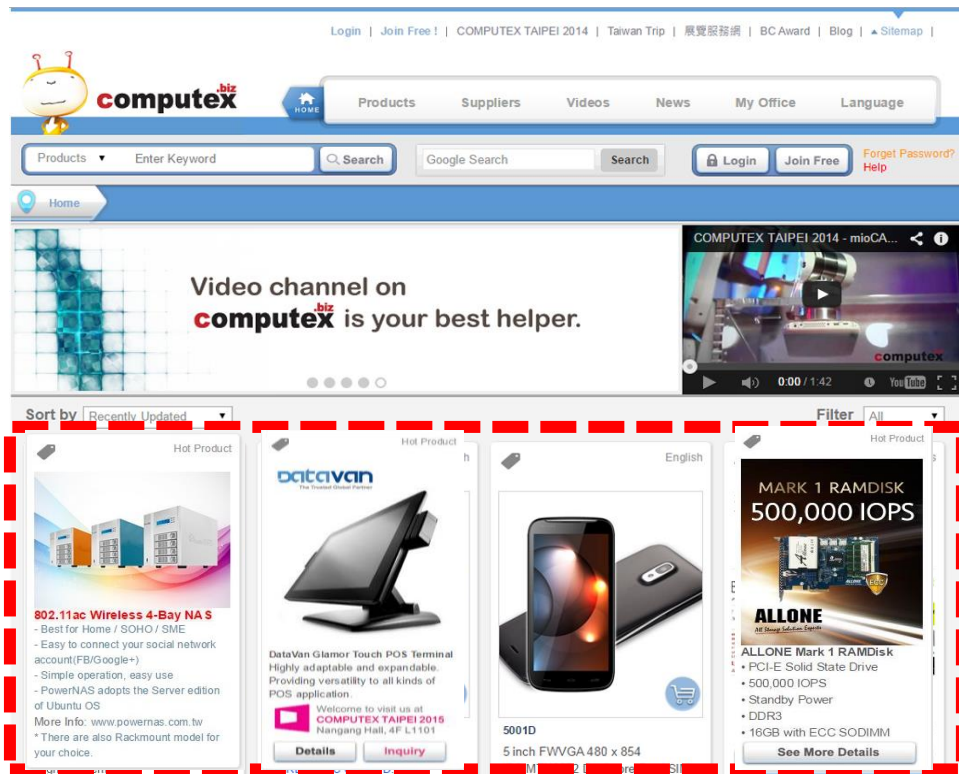 Login | Join Free ! | COMPUTEX TAIPEI 2014 | Taiwan Trip | 展覽服務網 | BC Award | Blog | ▲ Sitemap |
computex.biz
HOME
Products Suppliers Videos News My Office Language
Products ▼ Enter Keyword Search
Google Search Search
Login Join Free
Forget Password?
Help
Home
Video channel on
computex.biz is your best helper.
COMPUTEX TAIPEI 2014 - mioCA...
computex
0:00 / 1:42 YouTube
Sort by Recently Updated
Filter All
Hot Product
802.11ac Wireless 4-Bay NAS
- Best for Home / SOHO / SME
- Easy to connect your social network
account(FB/Google+)
- Simple operation, easy use
- PowerNAS adopts the Server edition
of Ubuntu OS
More Info: www.powernas.com.tw
* There are also Rackmount model for
your choice.
Hot Product
DATAVAN
The Trusted Global Partner
DataVan Glamor Touch POS Terminal
Highly adaptable and expandable.
Providing versatility to all kinds of
POS application.
Welcome to visit us at
COMPUTEX TAIPEI 2015
Nangang Hall, 4F L1101
Details Inquiry
English
5001D
5 inch FWVGA 480 x 854
Hot Product
MARK 1 RAMDISK
500,000 IOPS
ALLONE
ECC
ALLONE
All Storage Solution Experts
ALLONE Mark 1 RAMDisk
• PCI-E Solid State Drive
• 500,000 IOPS
• Standby Power
• DDR3
• 16GB with ECC SODIMM
See More Details